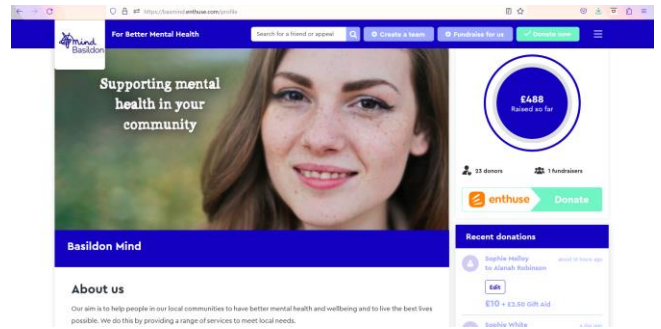 https://basmind.enthuse.com/profile
mind
Basildon
For Better Mental Health
Search for a friend or appeal
Create a team
Fundraise for us
Donate now
Supporting mental
health in your
community
£488
Raised so far
23 donors
1 fundraisers
enthuse
Donate
Basildon Mind
Recent donations
Sophie Malloy
to Alanah Robinson
Edit
£10 + £2.50 Gift Aid
Sophie White
About us
Our aim is to help people in our local communities to have better mental health and wellbeing and to live the best lives
possible. We do this by providing a range of services to meet local needs.